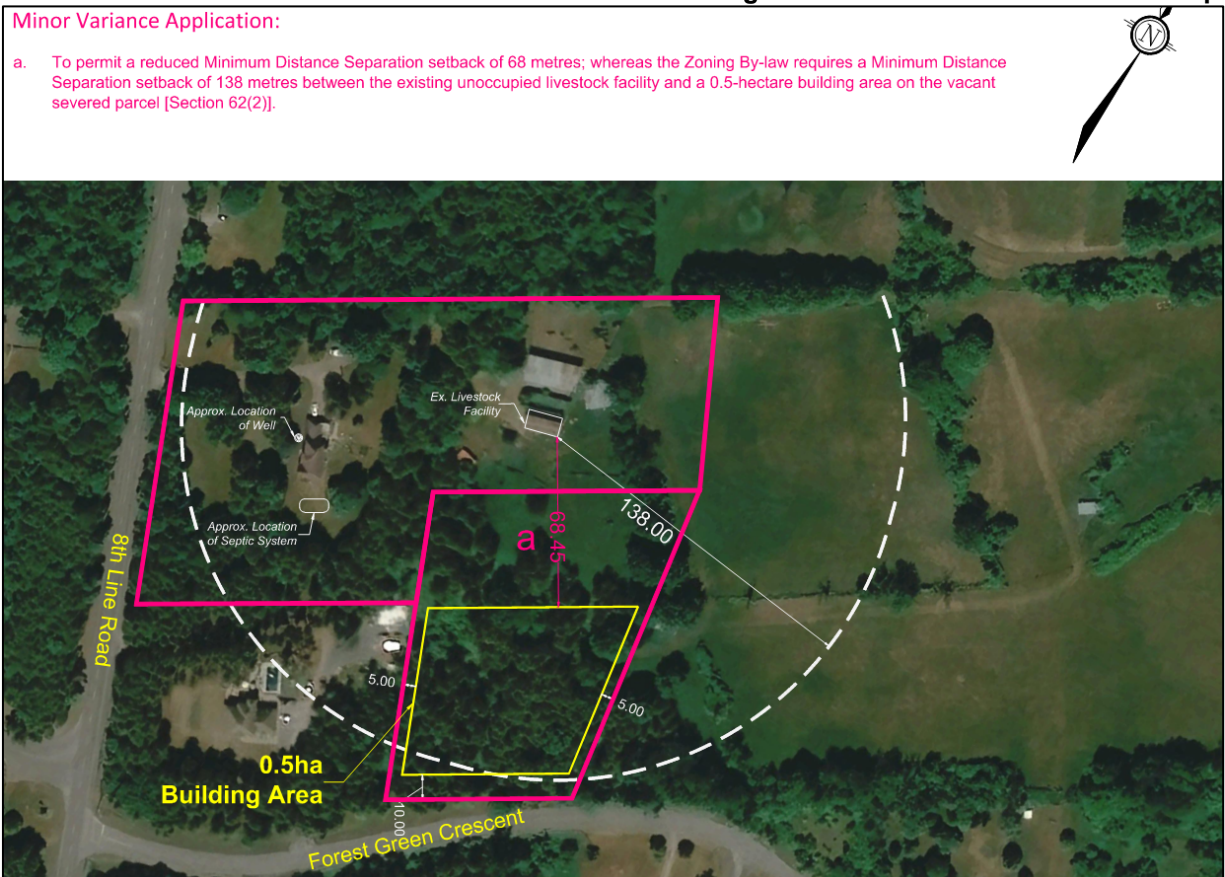 Minor Variance Application:
a. To permit a reduced Minimum Distance Separation setback of 68 metres; whereas the Zoning By-law requires a Minimum Distance
Separation setback of 138 metres between the existing unoccupied livestock facility and a 0.5-hectare building area on the vacant
severed parcel [Section 62(2)].
N
Ex. Livestock
Facility
Approx. Location
of Well
138.00
68.45
a
Approx. Location
of Septic System
8th Line Road
5.00
5.00
0.5ha
Building Area
10.00
Forest Green Crescent